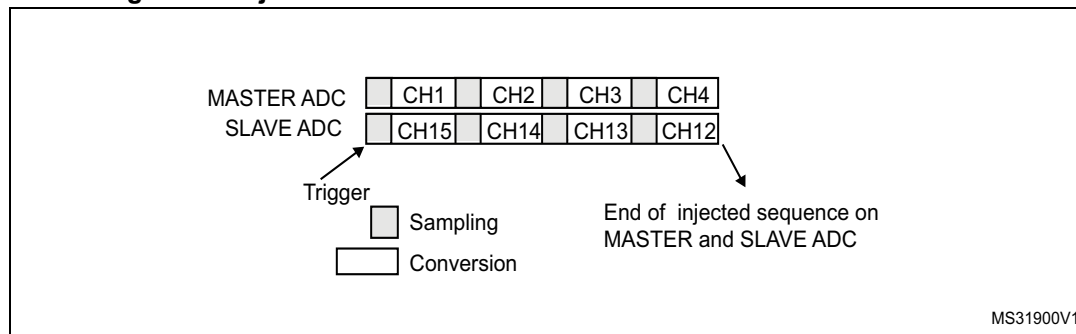 MASTER ADC CH1 CH2 CH3 CH4
SLAVE ADC CH15 CH14 CH13 CH12
Trigger
Sampling
Conversion
End of injected sequence on
MASTER and SLAVE ADC
MS31900V1